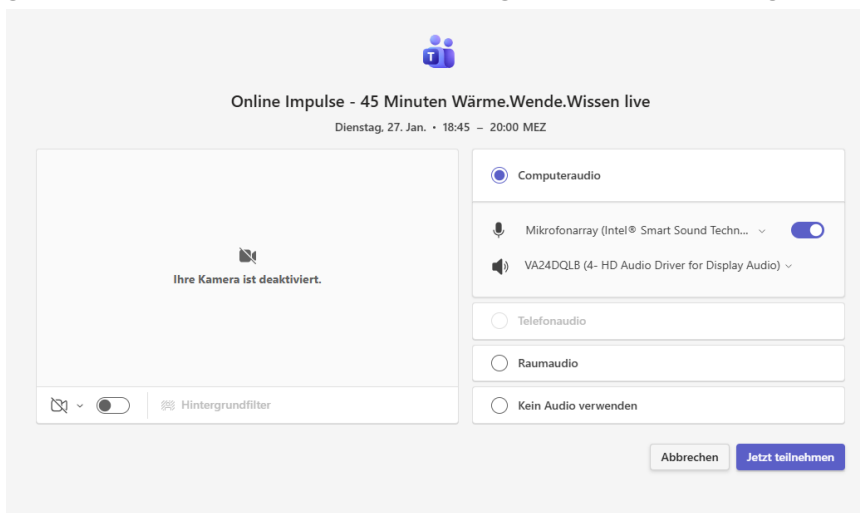 T
Online Impulse - 45 Minuten Wärme.Wende.Wissen live
Dienstag, 27. Jan. • 18:45 – 20:00 MEZ
Ihre Kamera ist deaktiviert.
Hintergrundfilter
Computeraudio
Mikrofonarray (Intel® Smart Sound Techn...
VA24DQLB (4- HD Audio Driver for Display Audio)
Telefonaudio
Raumaudio
Kein Audio verwenden
Abbrechen
Jetzt teilnehmen